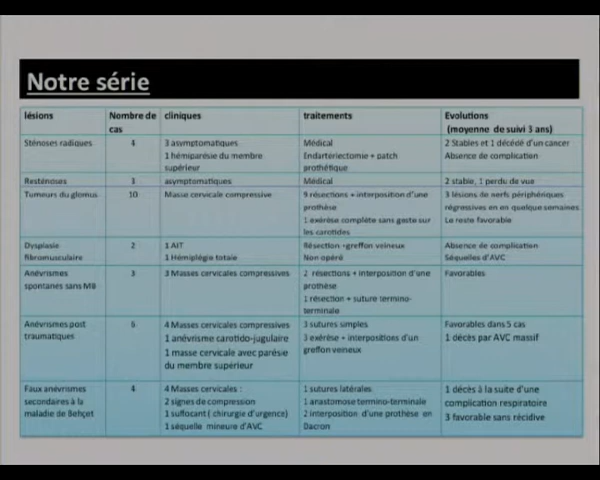 Notre série
lésions
Nombre de
cas
cliniques
traitements
Evolutions
(moyenne de suivi 3 ans)
Sténoses radiques
4
3 asymptomatiques
1 hémiparésie du membre
supérieur
Médical
Endartériectomie + patch
prothétique
2 Stables et 1 décédé d'un cancer
Absence de complication
Resténoses
3
asymptomatiques
Médical
2 stable, 1 perdu de vue
Tumeurs du glomus
10
Masse cervicale compressive
9 résections + interposition d'une
prothèse
1 exérèse complète sans geste sur
les carotides
3 lésions de nerfs périphériques
régressives en en quelque semaines
Le reste favorable
Dysplasie
fibromusculaire
2
1 AIT
1 Hémiplégie totale
Résection +greffon veineux
Non opéré
Absence de complication
Séquelles d'AVC
Anévrismes
spontanés sans MB
3
3 Masses cervicales compressives
2 résections + interposition d'une
prothèse
1 résection + suture termino-
terminale
Favorables
Anévrismes post
traumatiques
6
4 Masses cervicales compressives
1 anévrisme carotido-jugulaire
1 masse cervicale avec parésie
du membre supérieur
3 sutures simples
3 exérèse + interpositions d'un
greffon veineux
Favorables dans 5 cas
1 décès par AVC massif
Faux anévrismes
secondaires à la
maladie de Behçet
4
4 Masses cervicales :
2 signes de compression
1 suffocant ( chirurgie d'urgence)
1 séquelle mineure d'AVC
1 sutures latérales
1 anastomose termino-terminale
2 interposition d'une prothèse en
Dacron
1 décès à la suite d'une
complication respiratoire
3 favorable sans récidive